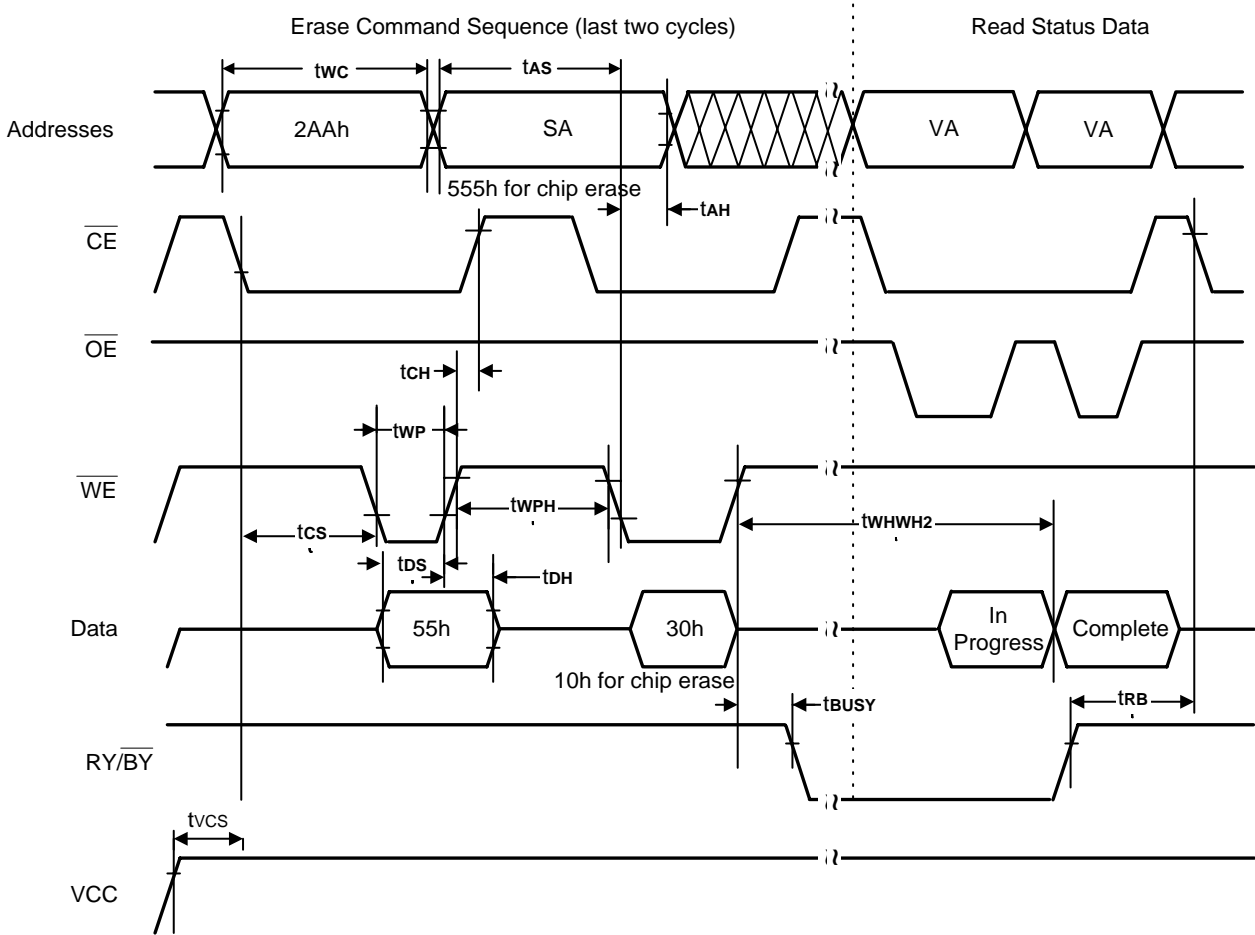 Erase Command Sequence (last two cycles)
Read Status Data
tWC
tAS
Addresses
2AAh
SA
VA
VA
555h for chip erase
tAH
CE
OE
tCH
tWP
WE
tWPH
tWHWH2
tCS
tDS
tDH
Data
55h
30h
In
Progress
Complete
10h for chip erase
tBUSY
tRB
RY/BY
tVCS
VCC